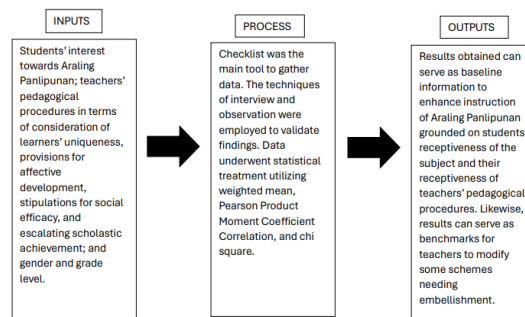 INPUTS
Students' interest
towards Araling
Panlipunan; teachers'
pedagogical
procedures in terms of
consideration of
learners' uniqueness,
provisions for
affective
development,
stipulations for social
efficacy, and
escalating scholastic
achievement; and
gender and grade
level.
PROCESS
Checklist was the
main tool to gather
data. The techniques
of interview and
observation were
employed to validate
findings. Data
underwent statistical
treatment utilizing
weighted mean,
Pearson Product
Moment Coefficient
Correlation, and chi
square.
OUTPUTS
Results obtained can
serve as baseline
information to
enhance instruction
of Araling Panlipunan
grounded on students
receptiveness of the
subject and their
receptiveness of
teachers' pedagogical
procedures. Likewise,
results can serve as
benchmarks for
teachers to modify
some schemes
needing
embellishment.